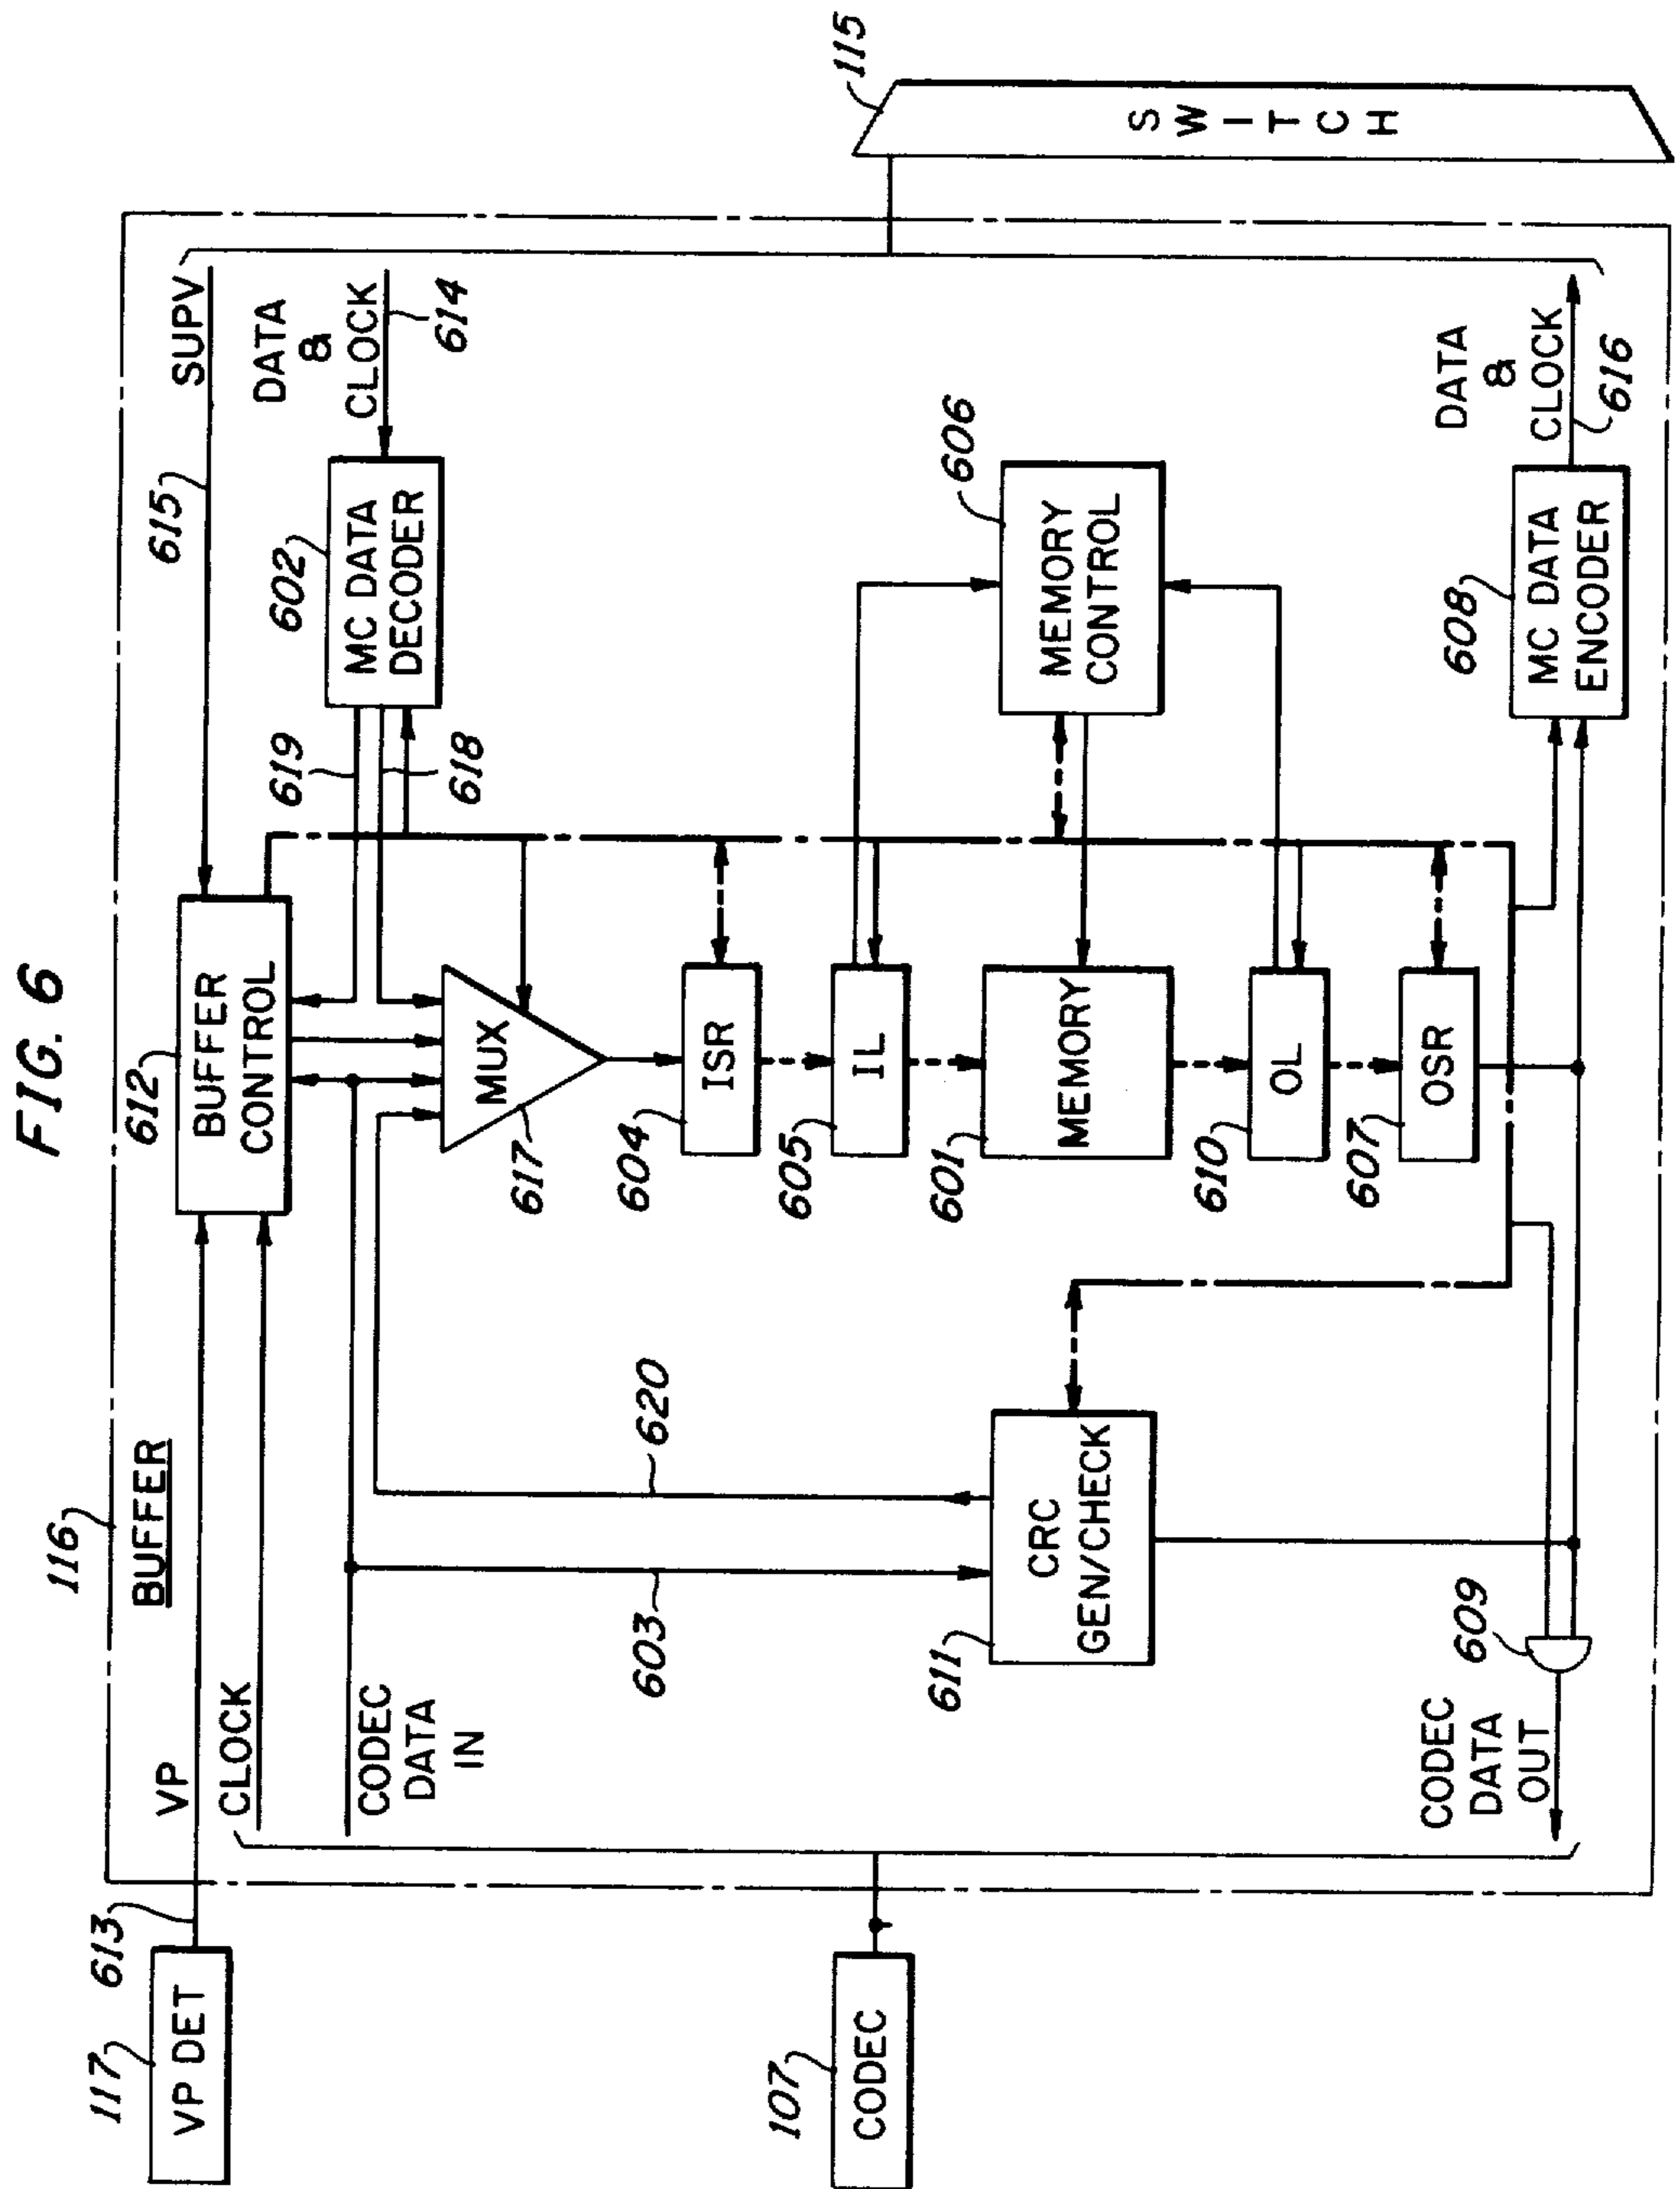 FIG. 6
117
VP DET
613
116
BUFFER
VP
CLOCK
612
BUFFER
CONTROL
615
SUPV
CODEC
DATA
IN
619
618
602
MC DATA
DECODER
DATA
&
CLOCK
614
115
SWITCH
MUX
617
603
620
604
ISR
605
IL
107
CODEC
611
CRC
GEN/CHECK
601
MEMORY
606
MEMORY
CONTROL
610
OL
607
OSR
CODEC
DATA
OUT
609
608
MC DATA
ENCODER
DATA
&
CLOCK
616